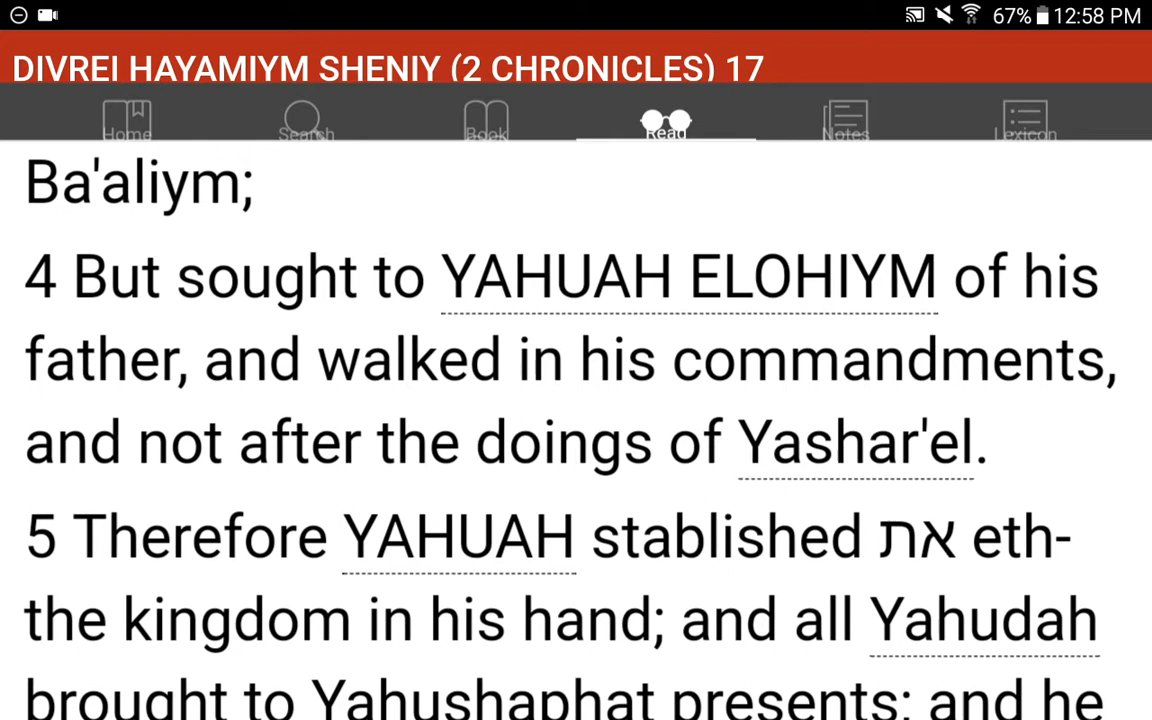 67% 12:58 PM
DIVREI HAYAMIYM SHENIY (2 CHRONICLES) 17
Home Search Book Read Notes Lexicon
Ba'aliym;
4 But sought to YAHUAH ELOHIYM of his
father, and walked in his commandments,
and not after the doings of Yashar'el.
5 Therefore YAHUAH stablished את eth-
the kingdom in his hand; and all Yahudah
brought to Yahushaphat presents; and he